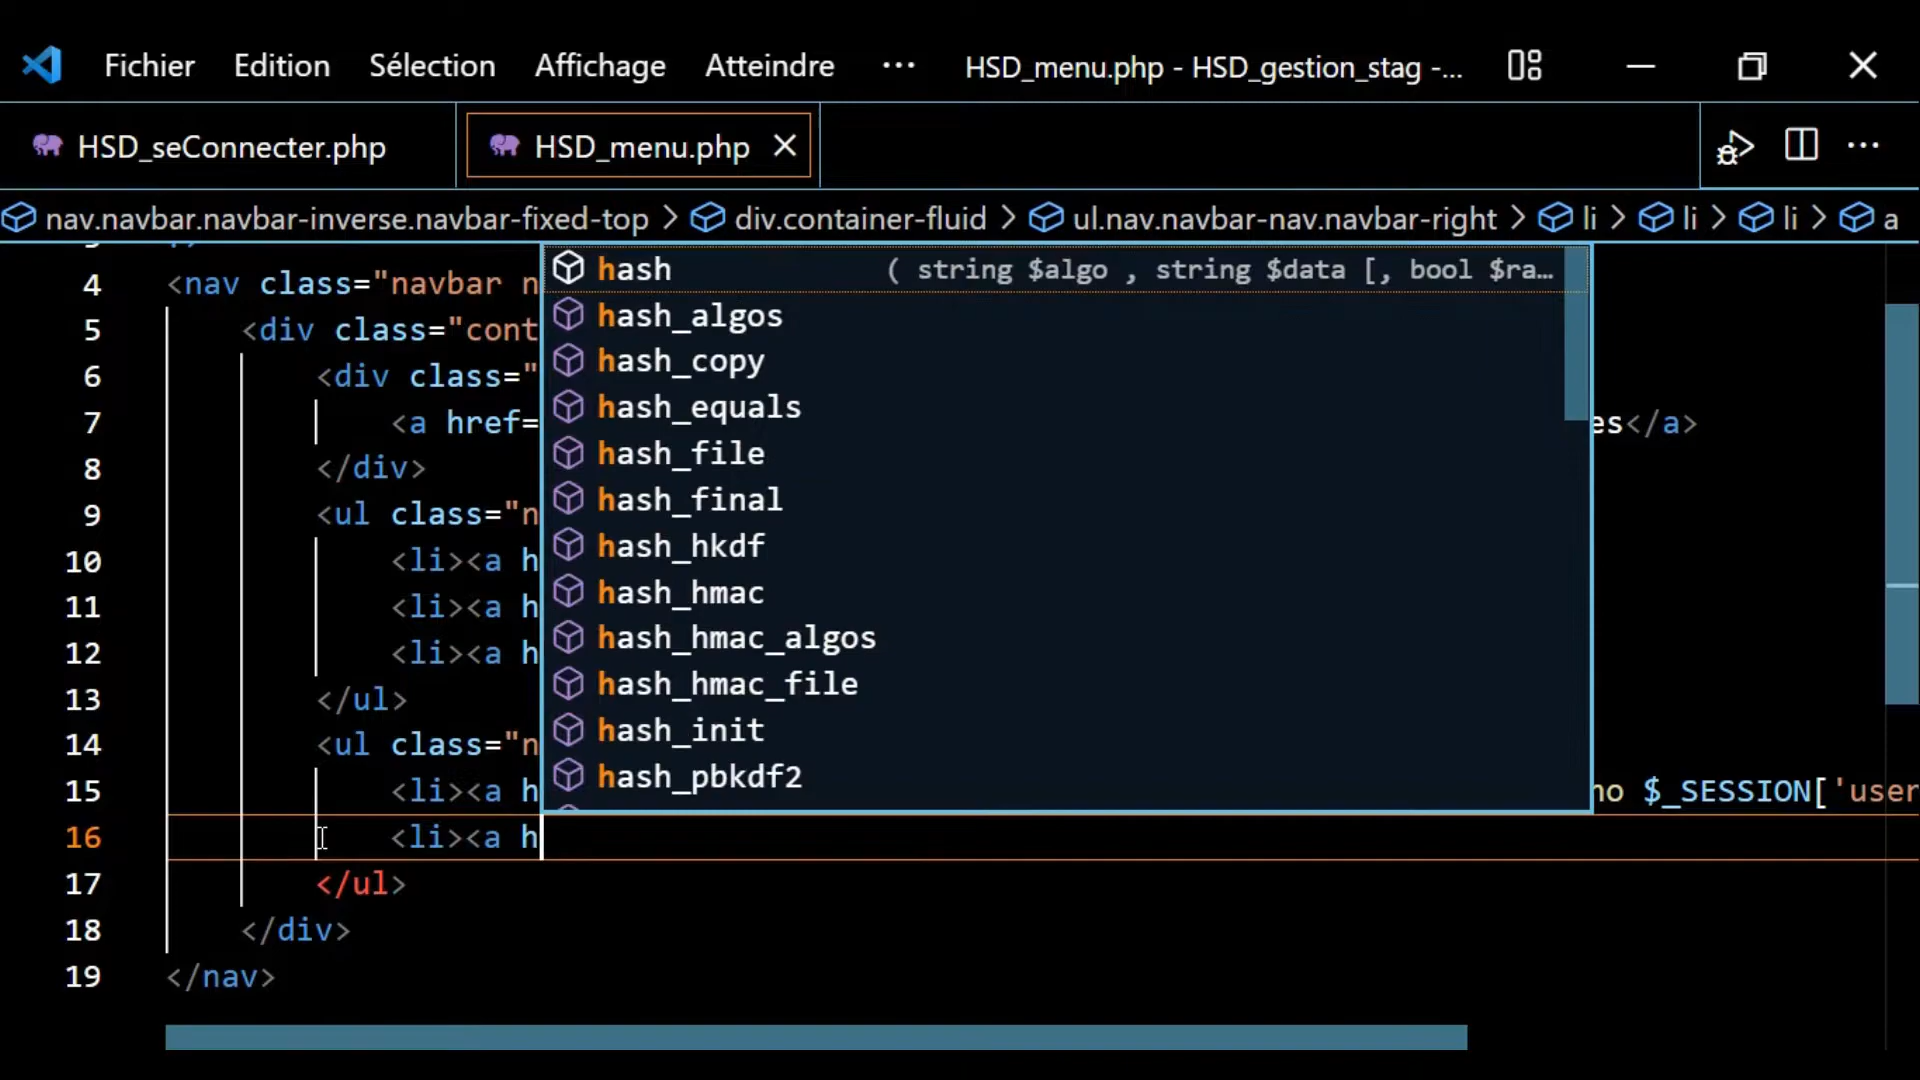 Fichier Edition Sélection Affichage Atteindre ··· HSD_menu.php - HSD_gestion_stag -...
HSD_seConnecter.php HSD_menu.php
nav.navbar.navbar-inverse.navbar-fixed-top > div.container-fluid > ul.nav.navbar-nav.navbar-right > li > li > li > a
4 <nav class="navbar n
5 <div class="cont
6 <div class="
7 <a href= es</a>
8 </div>
9 <ul class="n
10 <li><a h
11 <li><a h
12 <li><a h
13 </ul>
14 <ul class="n
15 <li><a h no $_SESSION['user
16 <li><a h
17 </ul>
18 </div>
19 </nav>
hash ( string $algo , string $data [, bool $ra…
hash_algos
hash_copy
hash_equals
hash_file
hash_final
hash_hkdf
hash_hmac
hash_hmac_algos
hash_hmac_file
hash_init
hash_pbkdf2